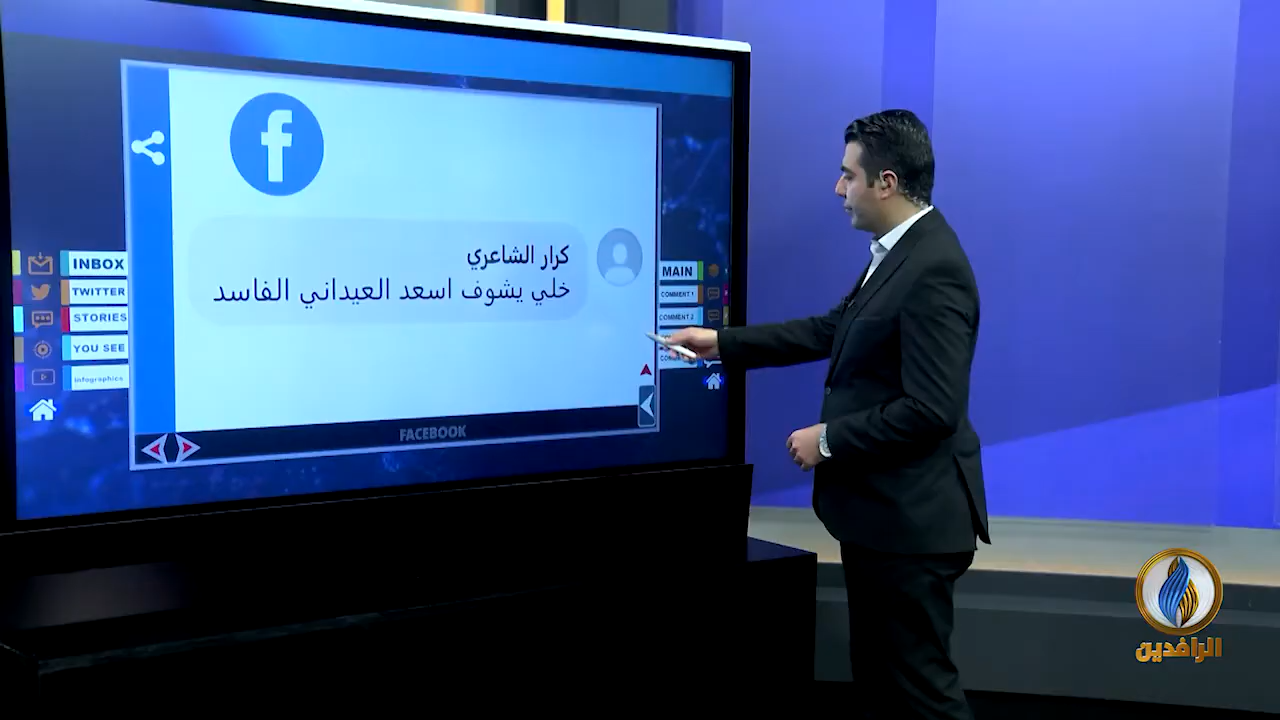 كرار الشاعري
خلي يشوف اسعد العيداني الفاسد
FACEBOOK
INBOX
TWITTER
STORIES
YOU SEE
Infographics
MAIN
COMMENT 1
COMMENT 2
الرافدين